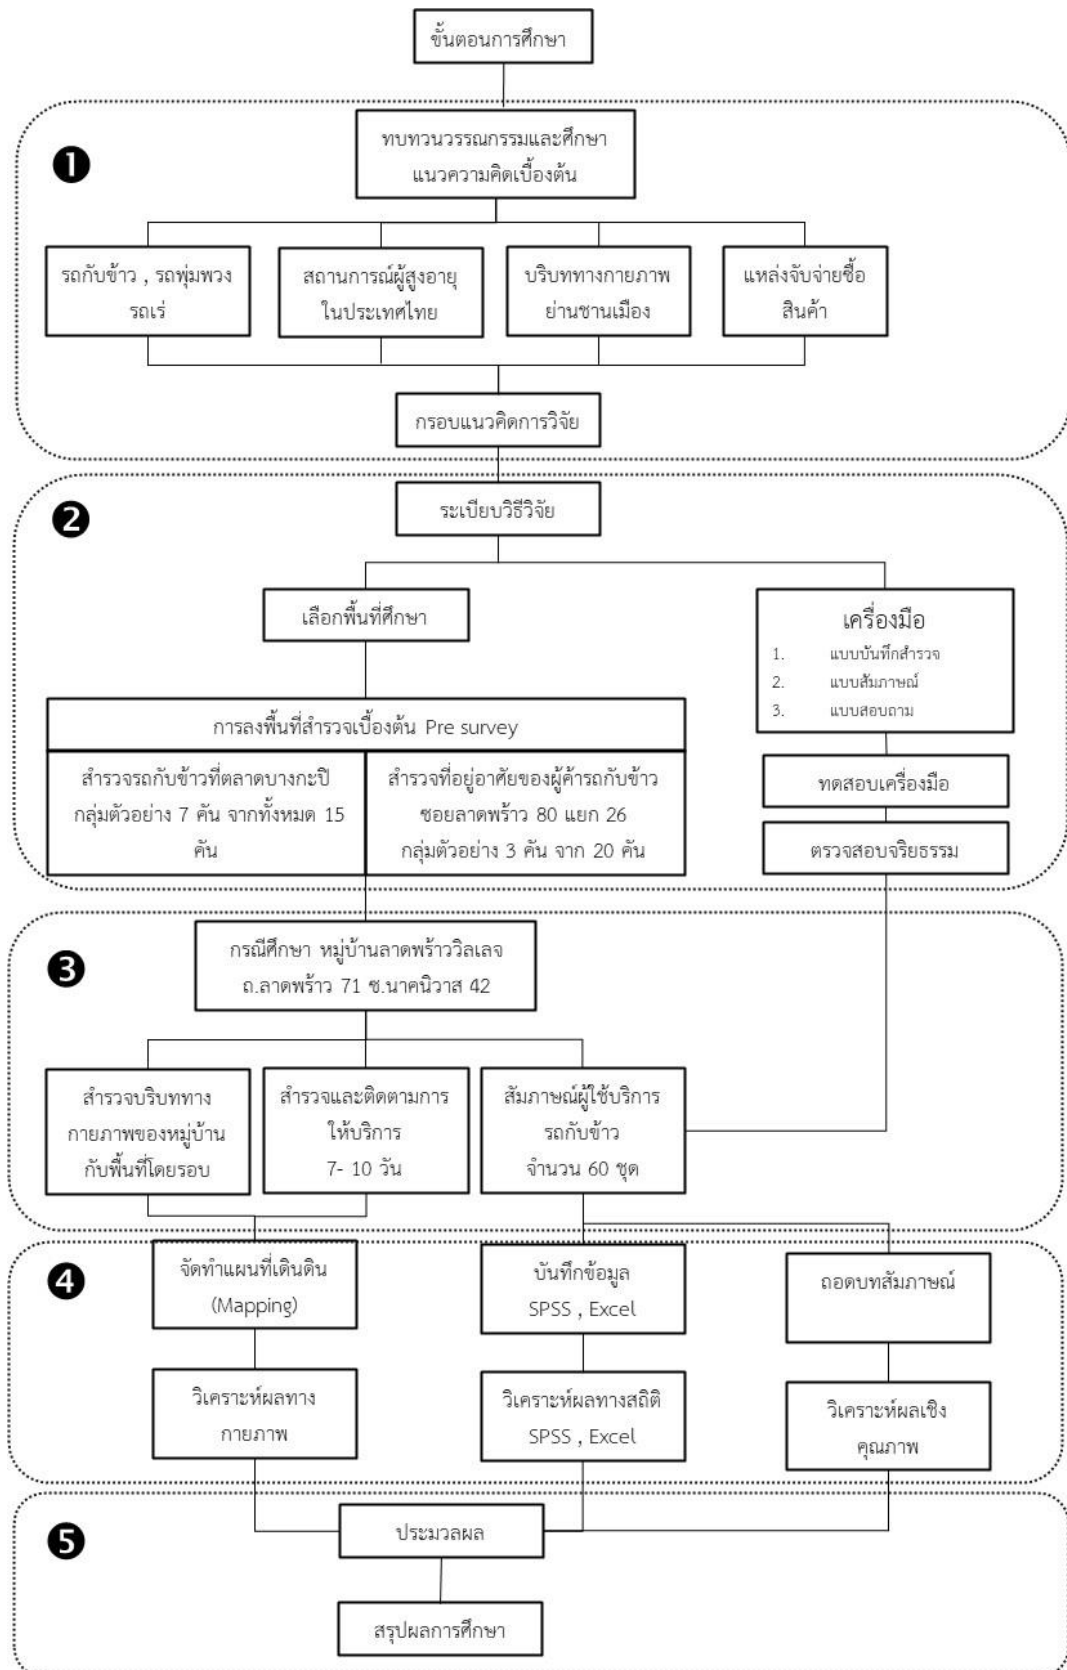 ขั้นตอนการศึกษา
❶
ทบทวนวรรณกรรมและศึกษา
แนวความคิดเบื้องต้น
รถกับข้าว , รถพุ่มพวง
รถเร่
สถานการณ์ผู้สูงอายุ
ในประเทศไทย
บริบททางกายภาพ
ย่านชานเมือง
แหล่งจับจ่ายซื้อ
สินค้า
กรอบแนวคิดการวิจัย
❷
ระเบียบวิธีวิจัย
เลือกพื้นที่ศึกษา
เครื่องมือ
1. แบบบันทึกสำรวจ
2. แบบสัมภาษณ์
3. แบบสอบถาม
การลงพื้นที่สำรวจเบื้องต้น Pre survey
สำรวจรถกับข้าวที่ตลาดบางกะปิ
กลุ่มตัวอย่าง 7 คัน จากทั้งหมด 15
คัน
สำรวจที่อยู่อาศัยของผู้ค้ารถกับข้าว
ซอยลาดพร้าว 80 แยก 26
กลุ่มตัวอย่าง 3 คัน จาก 20 คัน
ทดสอบเครื่องมือ
ตรวจสอบจริยธรรม
❸
กรณีศึกษา หมู่บ้านลาดพร้าววิลเลจ
ถ.ลาดพร้าว 71 ซ.นาคนิวาส 42
สำรวจบริบททาง
กายภาพของหมู่บ้าน
กับพื้นที่โดยรอบ
สำรวจและติดตามการ
ให้บริการ
7- 10 วัน
สัมภาษณ์ผู้ใช้บริการ
รถกับข้าว
จำนวน 60 ชุด
❹
จัดทำแผนที่เดินดิน
(Mapping)
บันทึกข้อมูล
SPSS , Excel
ถอดบทสัมภาษณ์
วิเคราะห์ผลทาง
กายภาพ
วิเคราะห์ผลทางสถิติ
SPSS , Excel
วิเคราะห์ผลเชิง
คุณภาพ
❺
ประมวลผล
สรุปผลการศึกษา